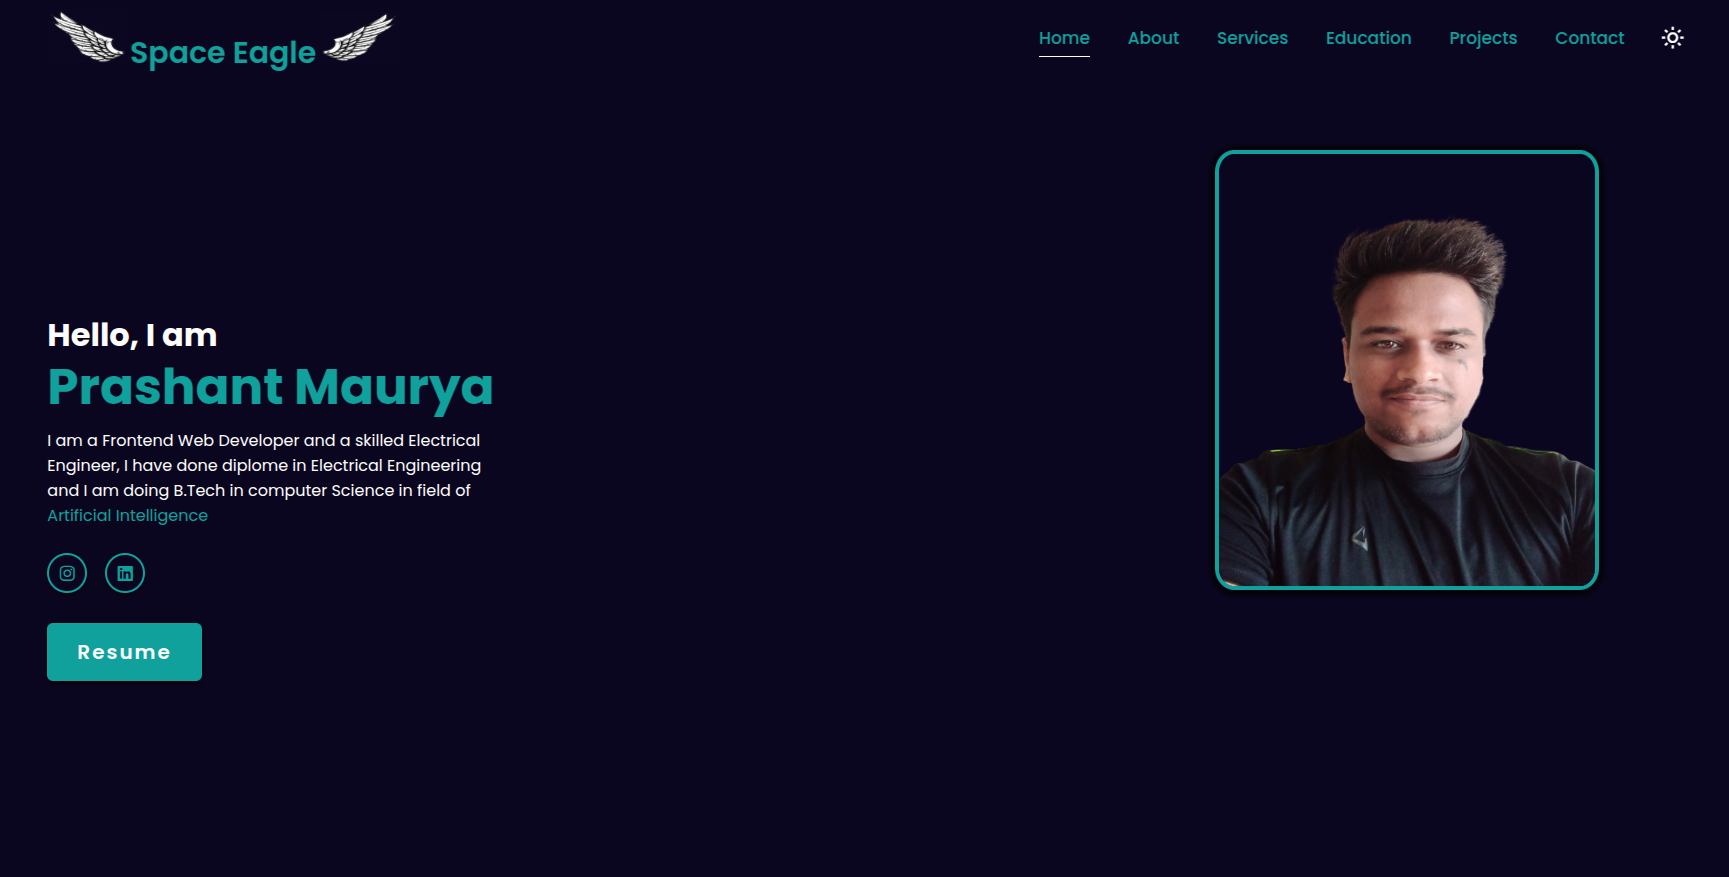 Space Eagle
Home About Services Education Projects Contact
Hello, I am
Prashant Maurya
I am a Frontend Web Developer and a skilled Electrical
Engineer, I have done diplome in Electrical Engineering
and I am doing B.Tech in computer Science in field of
Artificial Intelligence
Resume